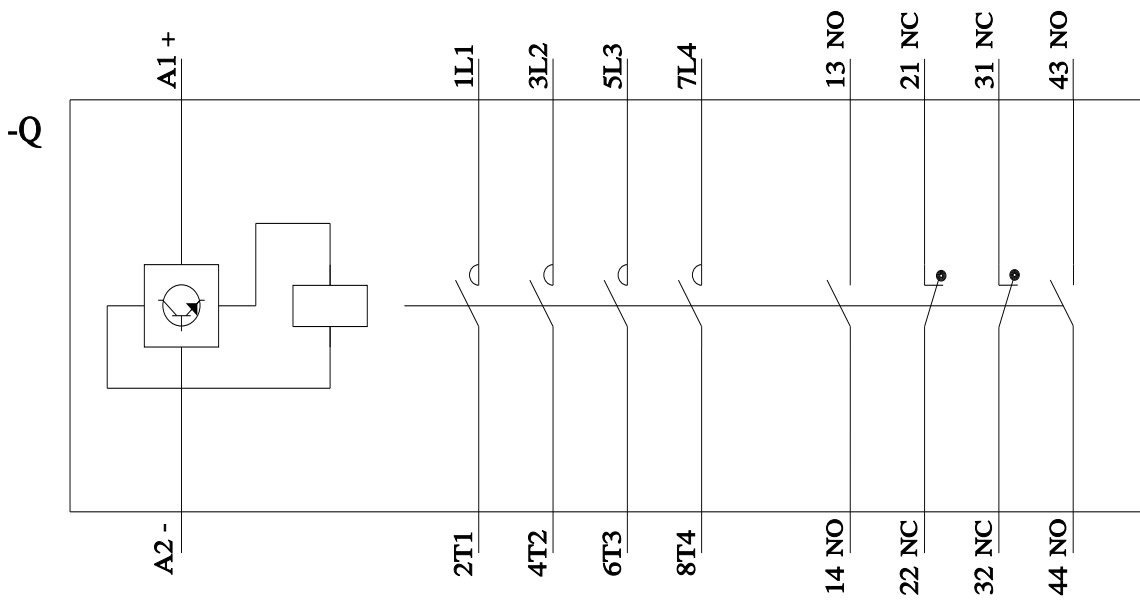 A1 +
1L1
3L2
5L3
7L4
13 NO
21 NC
31 NC
43 NO
-Q
A2 -
2T1
4T2
6T3
8T4
14 NO
22 NC
32 NC
44 NO